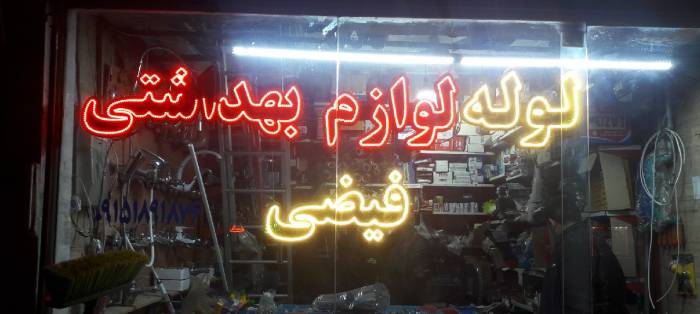 لوله لوازم بهداشتی
فیضی